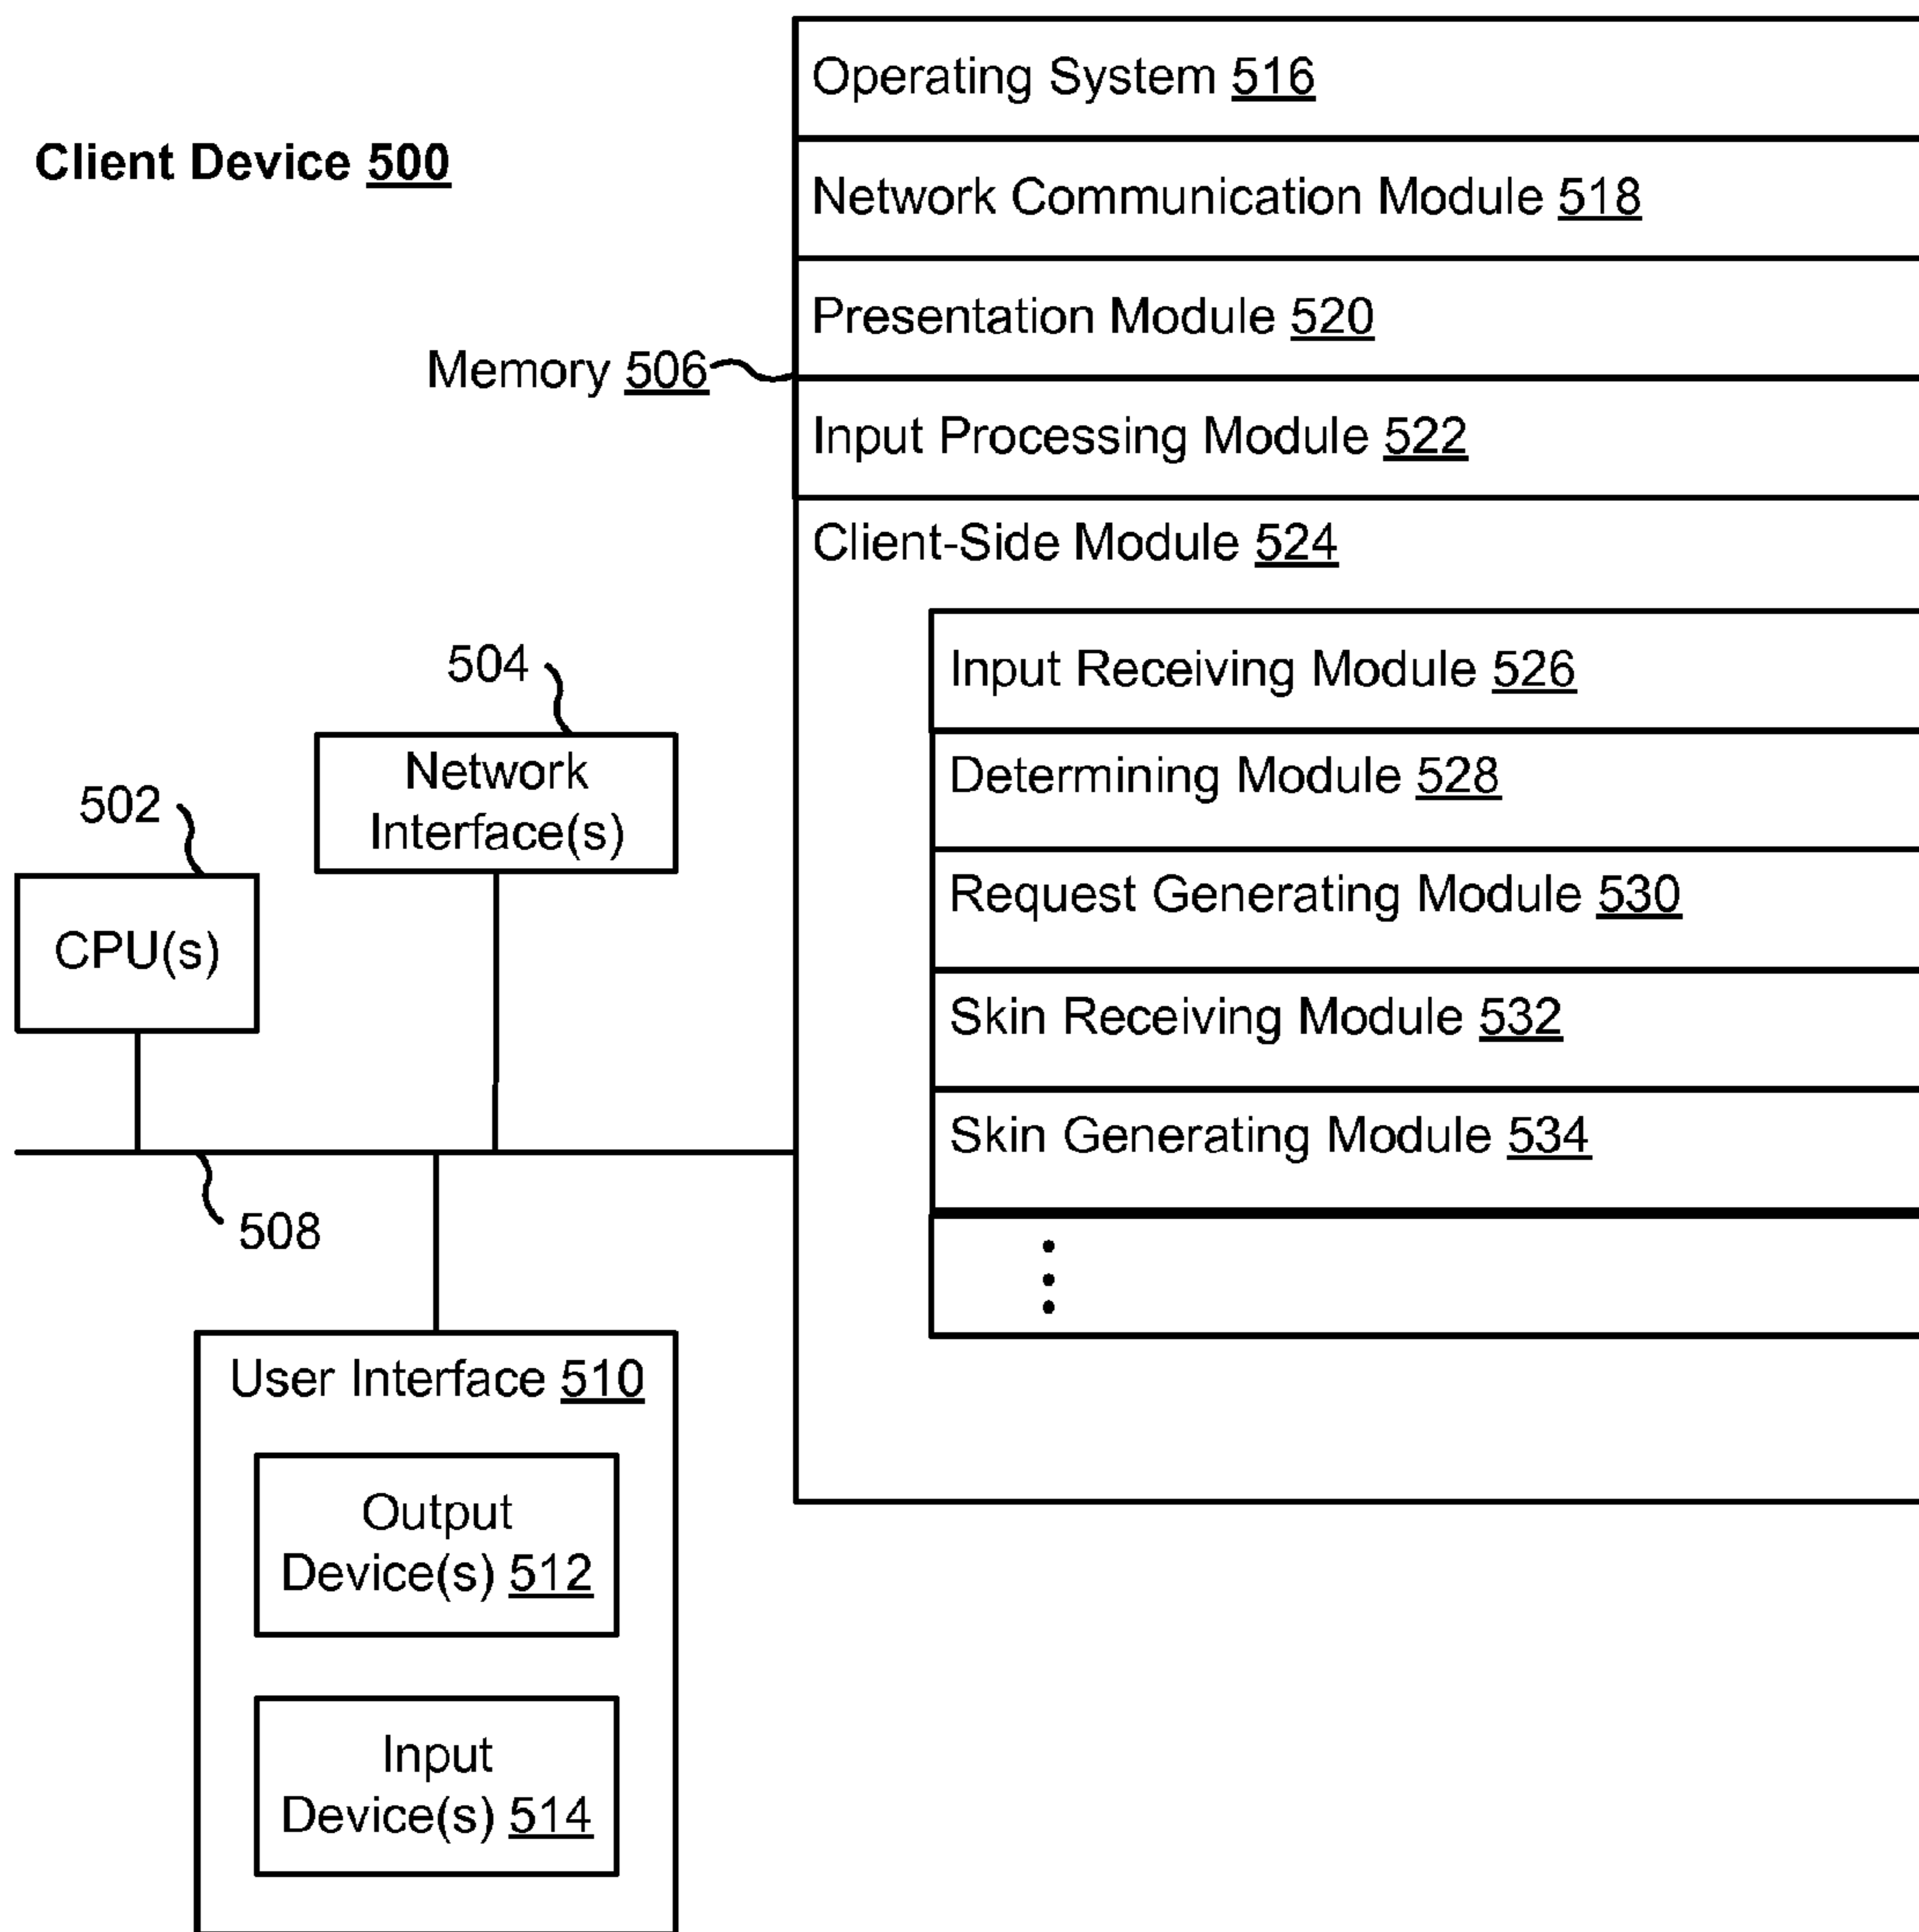 Client Device 500
Operating System 516
Network Communication Module 518
Presentation Module 520
Memory 506
Input Processing Module 522
Client-Side Module 524
Input Receiving Module 526
Determining Module 528
Request Generating Module 530
Skin Receiving Module 532
Skin Generating Module 534
504
Network
Interface(s)
502
CPU(s)
508
User Interface 510
Output
Device(s) 512
Input
Device(s) 514